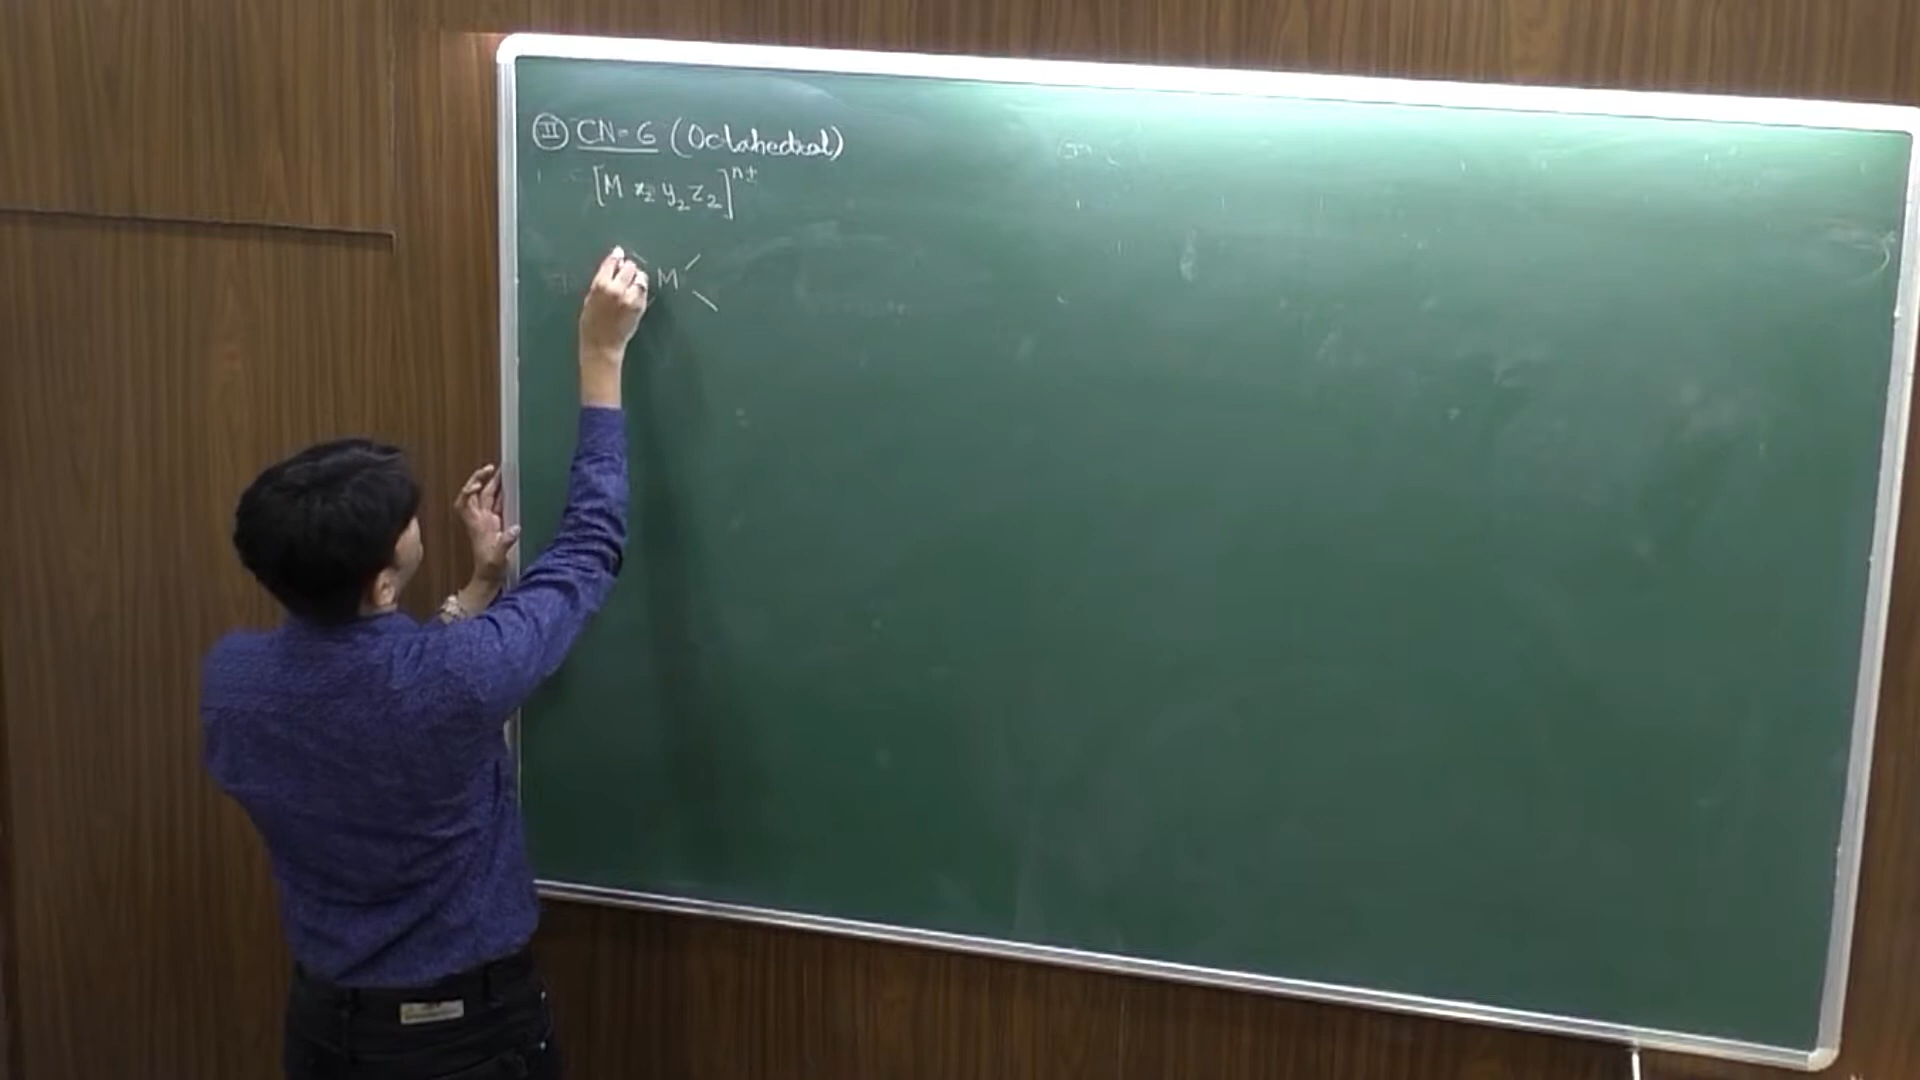 II CN=6 (Octahedral)
[M x₂ y₂ z₂]ⁿ±
M